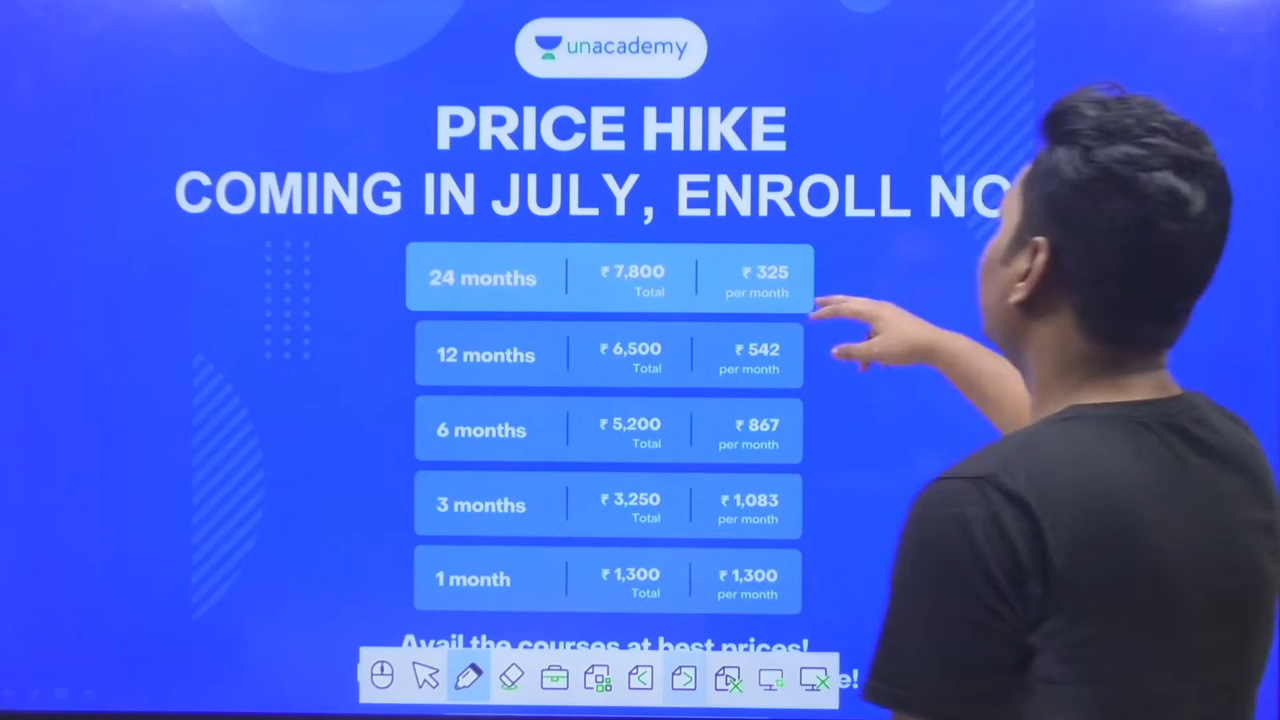 unacademy
PRICE HIKE
COMING IN JULY, ENROLL NO
24 months ₹ 7,800 Total ₹ 325 per month
12 months ₹ 6,500 Total ₹ 542 per month
6 months ₹ 5,200 Total ₹ 867 per month
3 months ₹ 3,250 Total ₹ 1,083 per month
1 month ₹ 1,300 Total ₹ 1,300 per month
Avail the courses at best prices!